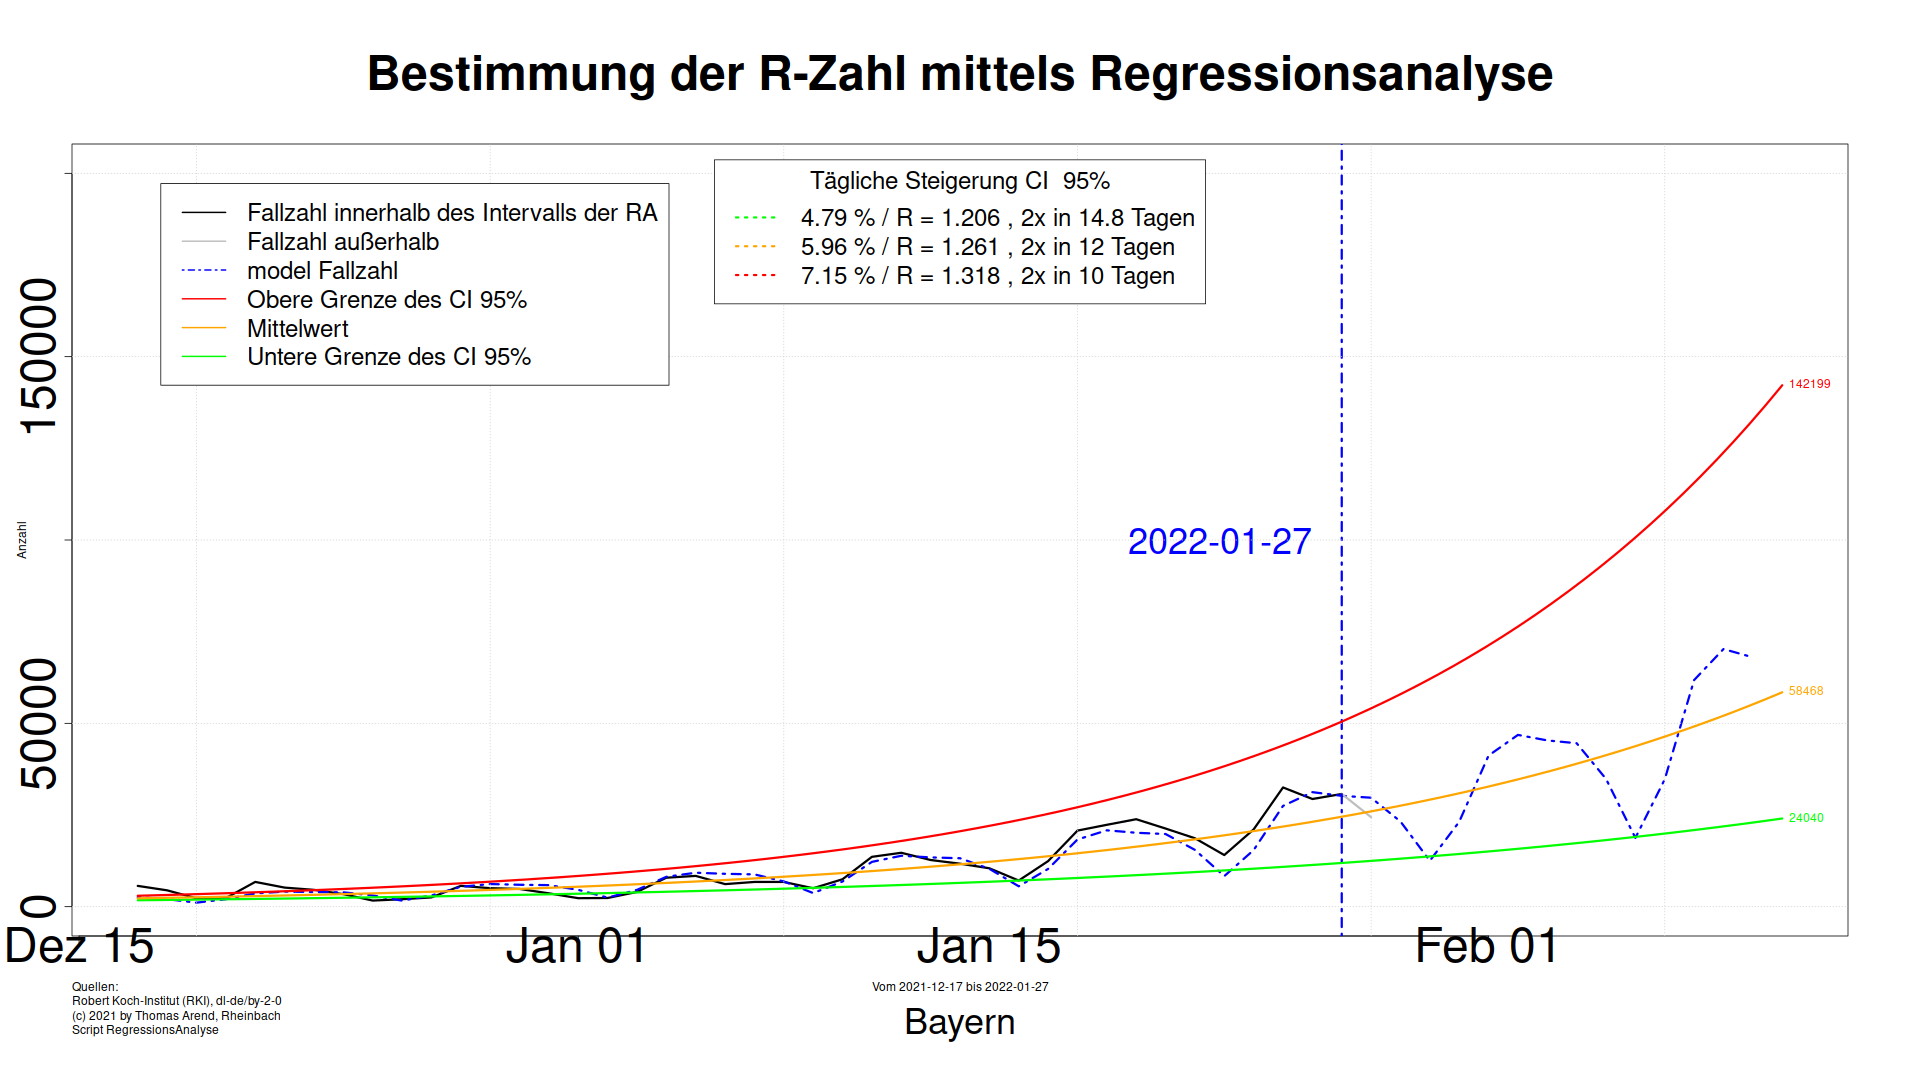 Bestimmung der R-Zahl mittels Regressionsanalyse
Fallzahl innerhalb des Intervalls der RA
Fallzahl außerhalb
model Fallzahl
Obere Grenze des CI 95%
Mittelwert
Untere Grenze des CI 95%
Tägliche Steigerung CI  95%
4.79 % / R = 1.206 , 2x in 14.8 Tagen
5.96 % / R = 1.261 , 2x in 12 Tagen
7.15 % / R = 1.318 , 2x in 10 Tagen
150000
50000
0
Anzahl
2022-01-27
142199
58468
24040
Dez 15
Jan 01
Jan 15
Feb 01
Quellen:
Robert Koch-Institut (RKI), dl-de/by-2-0
(c) 2021 by Thomas Arend, Rheinbach
Script RegressionsAnalyse
Vom 2021-12-17 bis 2022-01-27
Bayern